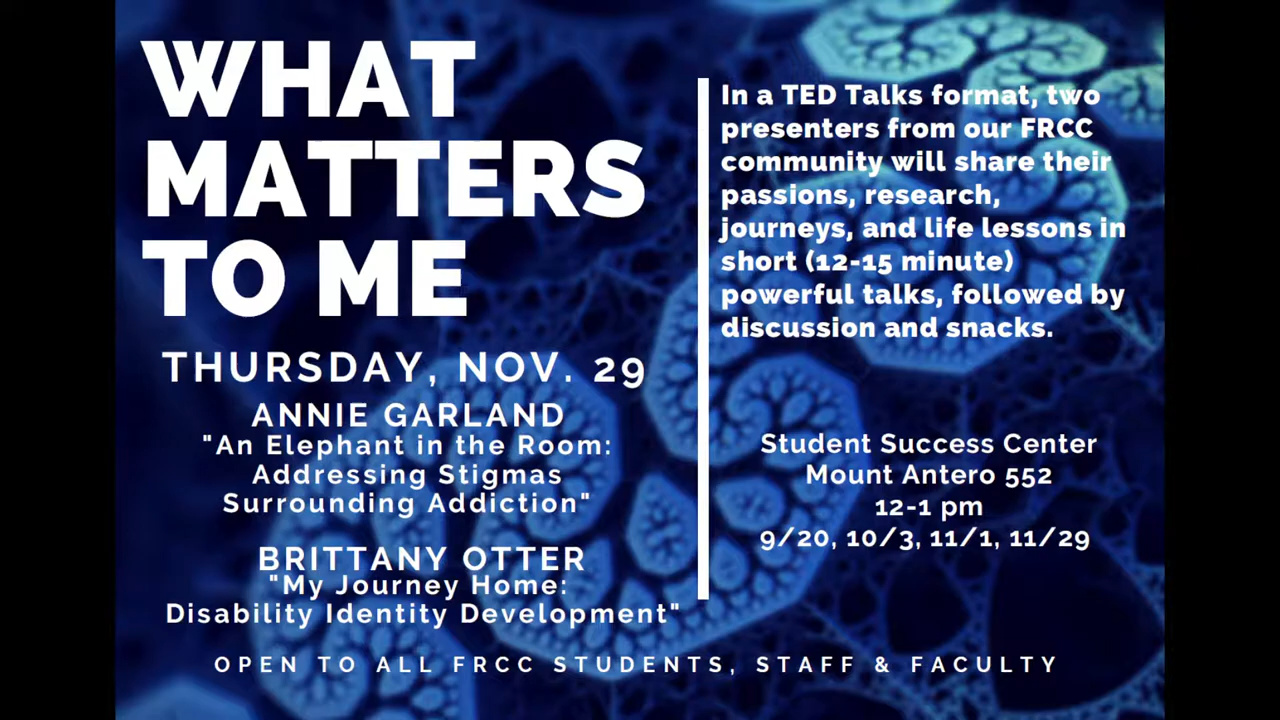 WHAT
MATTERS
TO ME
THURSDAY, NOV. 29
ANNIE GARLAND
"An Elephant in the Room:
Addressing Stigmas
Surrounding Addiction"
BRITTANY OTTER
"My Journey Home:
Disability Identity Development"
In a TED Talks format, two
presenters from our FRCC
community will share their
passions, research,
journeys, and life lessons in
short (12-15 minute)
powerful talks, followed by
discussion and snacks.
Student Success Center
Mount Antero 552
12-1 pm
9/20, 10/3, 11/1, 11/29
OPEN TO ALL FRCC STUDENTS, STAFF & FACULTY